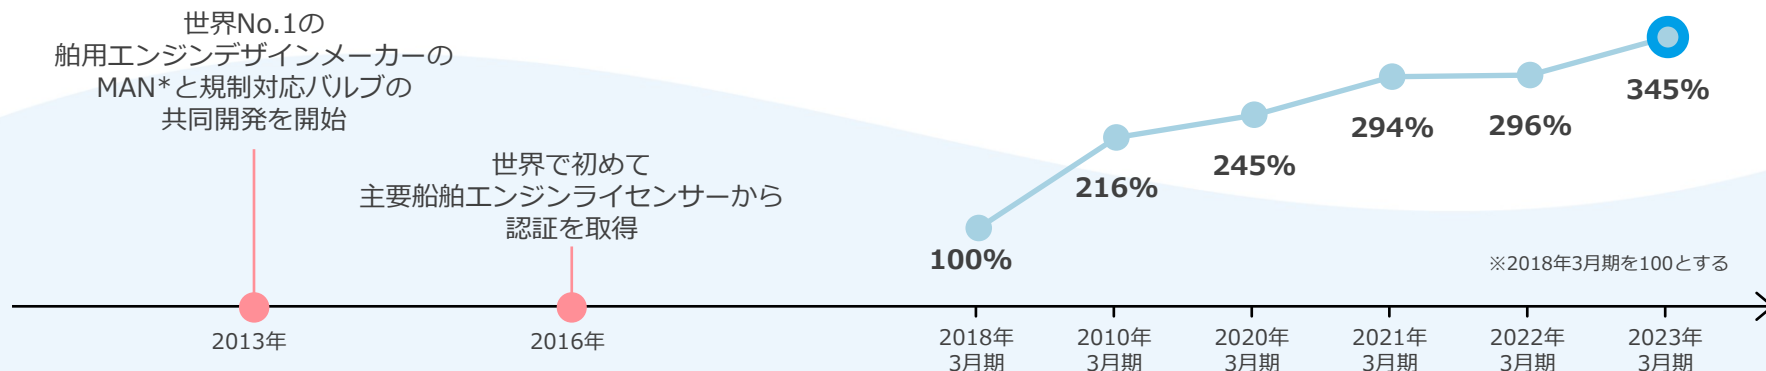 世界No.1の
舶用エンジンデザインメーカーの
MAN*と規制対応バルブの
共同開発を開始
世界で初めて
主要船舶エンジンライセンサーから
認証を取得
100%
216%
245%
294%
296%
345%
※2018年3月期を100とする
2013年
2016年
2018年
3月期
2010年
3月期
2020年
3月期
2021年
3月期
2022年
3月期
2023年
3月期